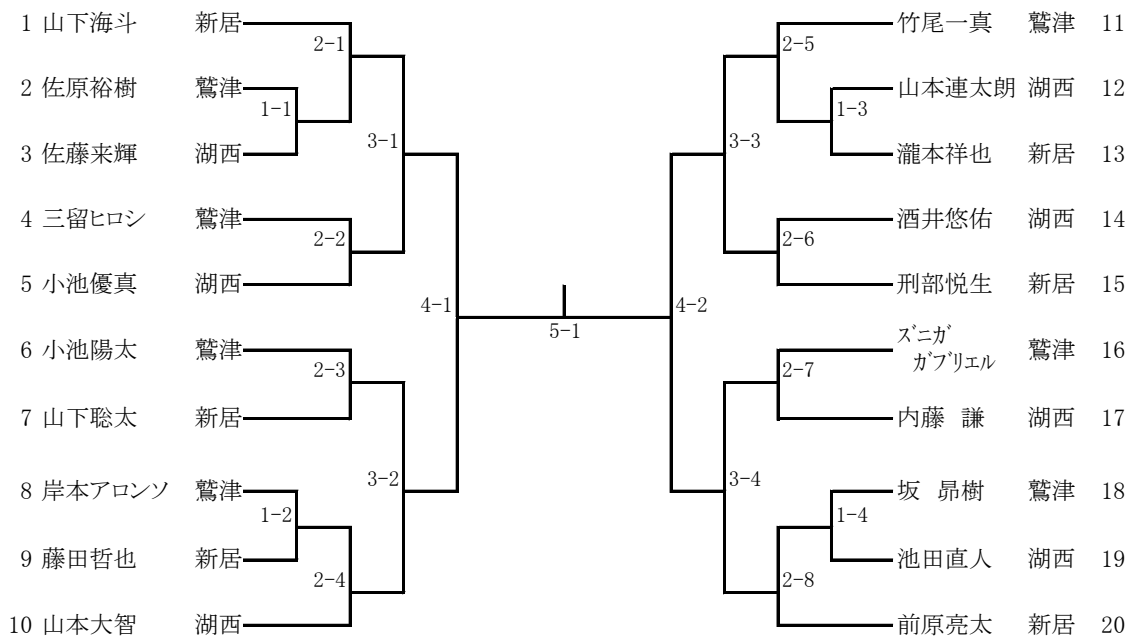 1 山下海斗 新居
2-1
2 佐原裕樹 鷲津
1-1
3 佐藤来輝 湖西
3-1
4 三留ヒロシ 鷲津
2-2
5 小池優真 湖西
4-1
6 小池陽太 鷲津
2-3
7 山下聡太 新居
3-2
8 岸本アロンソ 鷲津
1-2
9 藤田哲也 新居
2-4
10 山本大智 湖西
5-1
竹尾一真 鷲津 11
2-5
山本連太朗 湖西 12
1-3
瀧本祥也 新居 13
3-3
酒井悠佑 湖西 14
2-6
刑部悦生 新居 15
4-2
ズニガ
ガブリエル 鷲津 16
2-7
内藤 謙 湖西 17
3-4
坂 昴樹 鷲津 18
1-4
池田直人 湖西 19
2-8
前原亮太 新居 20